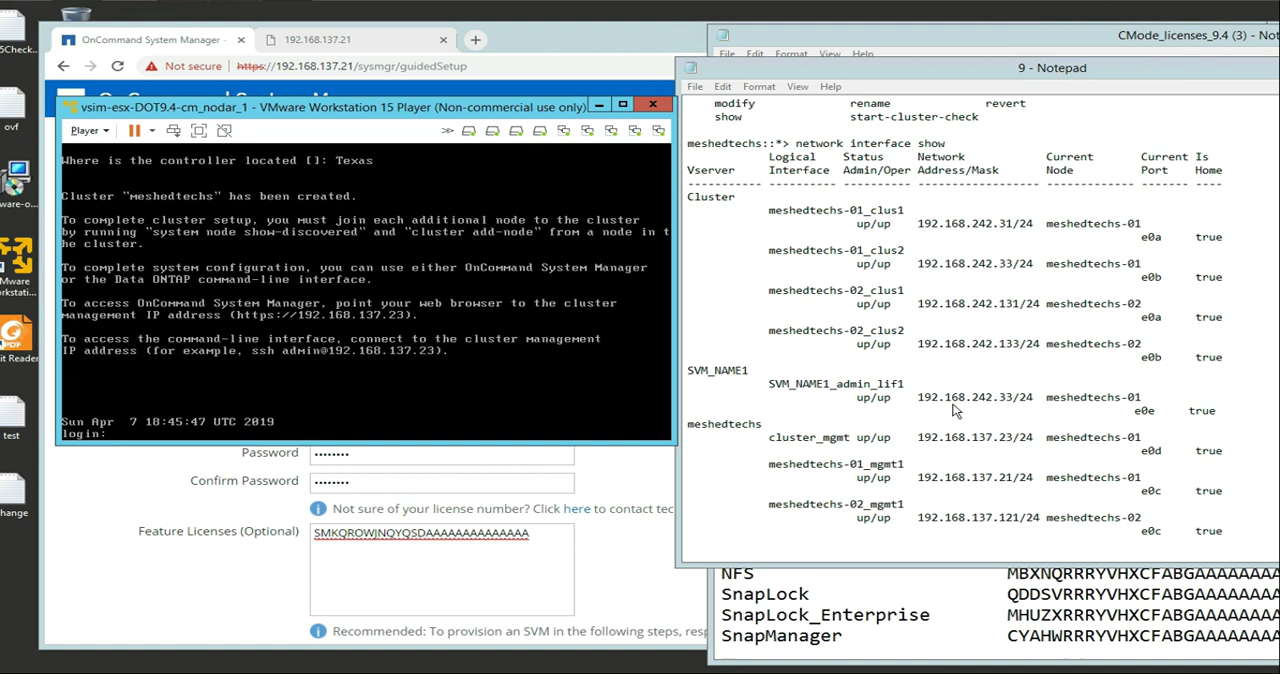 5Check...
ovf
ware-o...
VMware
orkstati...
it Reader
test
hange
OnCommand System Manager - 
192.168.137.21
Not secure
https://192.168.137.21/sysmgr/guidedSetup
vsim-esx-DOT9.4-cm_nodar_1 - VMware Workstation 15 Player (Non-commercial use only)
Player
Where is the controller located []: Texas
Cluster "meshedtechs" has been created.
To complete cluster setup, you must join each additional node to the cluster
by running "system node show-discovered" and "cluster add-node" from a node in t
he cluster.
To complete system configuration, you can use either OnCommand System Manager
or the Data ONTAP command-line interface.
To access OnCommand System Manager, point your web browser to the cluster
management IP address (https://192.168.137.23).
To access the command-line interface, connect to the cluster management
IP address (for example, ssh admin@192.168.137.23).
Sun Apr  7 18:45:47 UTC 2019
login:
Password ••••••••
Confirm Password ••••••••
Not sure of your license number? Click here to contact tec
Feature Licenses (Optional) SMKQROWJNQYQSDAAAAAAAAAAAAAA
Recommended: To provision an SVM in the following steps, resp
CMode_licenses_9.4 (3) - Not
File Edit Format View Help
9 - Notepad
File Edit Format View Help
modify rename revert
show start-cluster-check
meshedtechs::*> network interface show
Logical Status Network Current Current Is
Vserver Interface Admin/Oper Address/Mask Node Port Home
----------- ---------- ---------- ------------------ ------------- ------- ----
Cluster
meshedtechs-01_clus1
up/up 192.168.242.31/24 meshedtechs-01
e0a true
meshedtechs-01_clus2
up/up 192.168.242.33/24 meshedtechs-01
e0b true
meshedtechs-02_clus1
up/up 192.168.242.131/24 meshedtechs-02
e0a true
meshedtechs-02_clus2
up/up 192.168.242.133/24 meshedtechs-02
e0b true
SVM_NAME1
SVM_NAME1_admin_lif1
up/up 192.168.242.33/24 meshedtechs-01
e0e true
meshedtechs
cluster_mgmt up/up 192.168.137.23/24 meshedtechs-01
e0d true
meshedtechs-01_mgmt1
up/up 192.168.137.21/24 meshedtechs-01
e0c true
meshedtechs-02_mgmt1
up/up 192.168.137.121/24 meshedtechs-02
e0c true
NFS MBXNQRRRYVHXCFABGAAAAAAAA
SnapLock QDDSVRRRYVHXCFABGAAAAAAAA
SnapLock_Enterprise MHUZXRRRYVHXCFABGAAAAAAAA
SnapManager CYAHWRRRYVHXCFABGAAAAAAAA